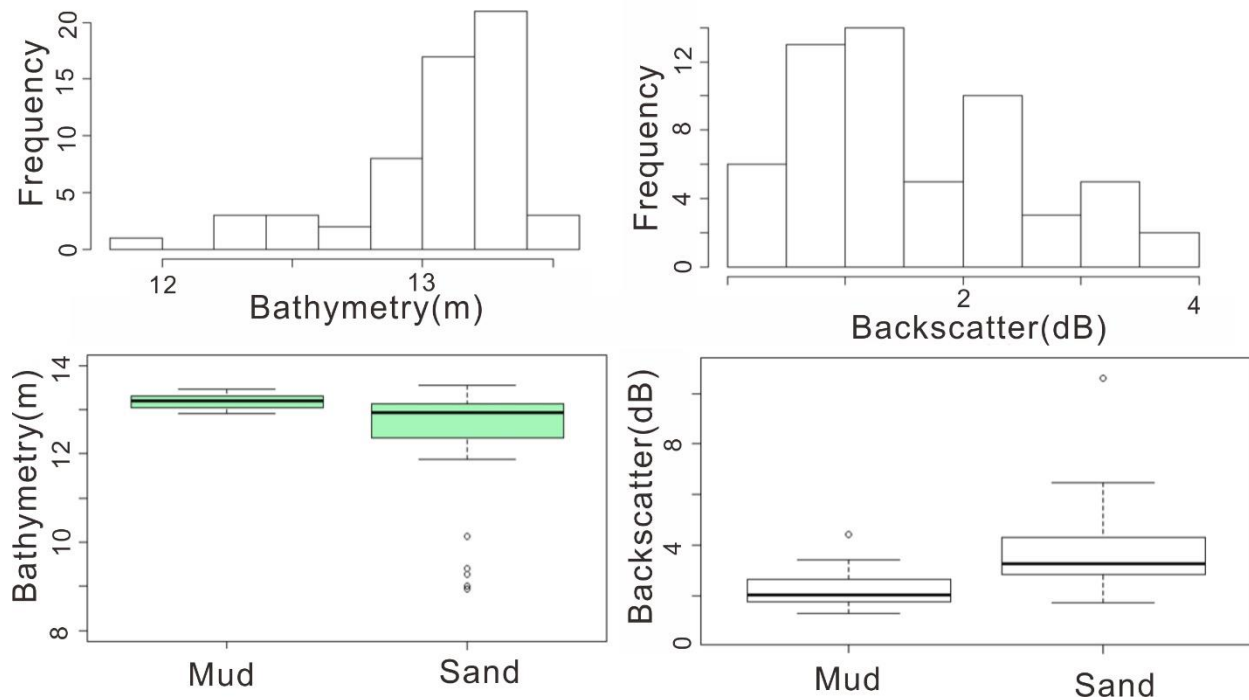 Frequency
0 5 10 15 20
12 13
Bathymetry(m)
Frequency
0 4 8 12
2 4
Backscatter(dB)
Bathymetry(m)
8 10 12 14
Mud Sand
Backscatter(dB)
0 4 8
Mud Sand